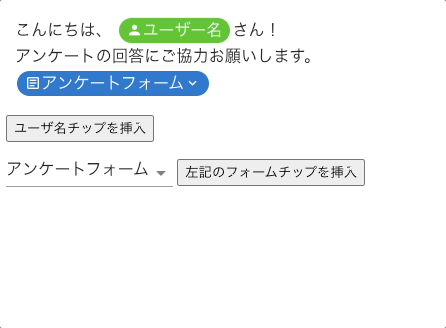 こんにちは、 ユーザー名 さん！
アンケートの回答にご協力お願いします。
アンケートフォーム
ユーザ名チップを挿入
アンケートフォーム 左記のフォームチップを挿入